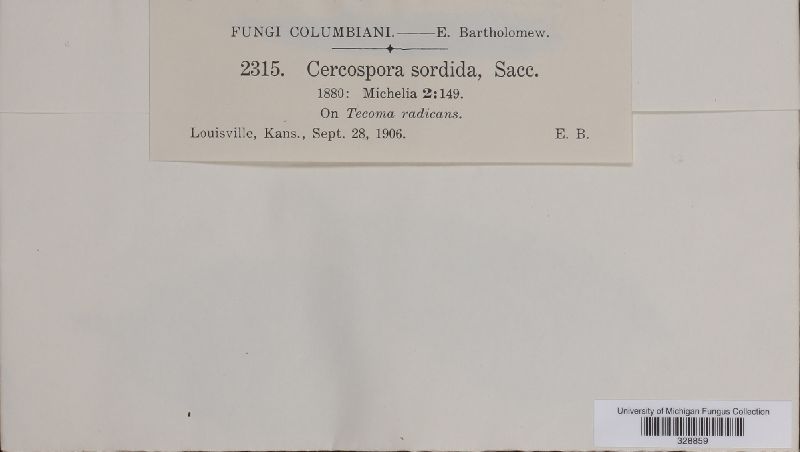 FUNGI COLUMBIANI.——E. Bartholomew.
2315. Cercospora sordida, Sacc.
1880: Michelia 2:149.
On Tecoma radicans.
Louisville, Kans., Sept. 28, 1906. E. B.
University of Michigan Fungus Collection
328859